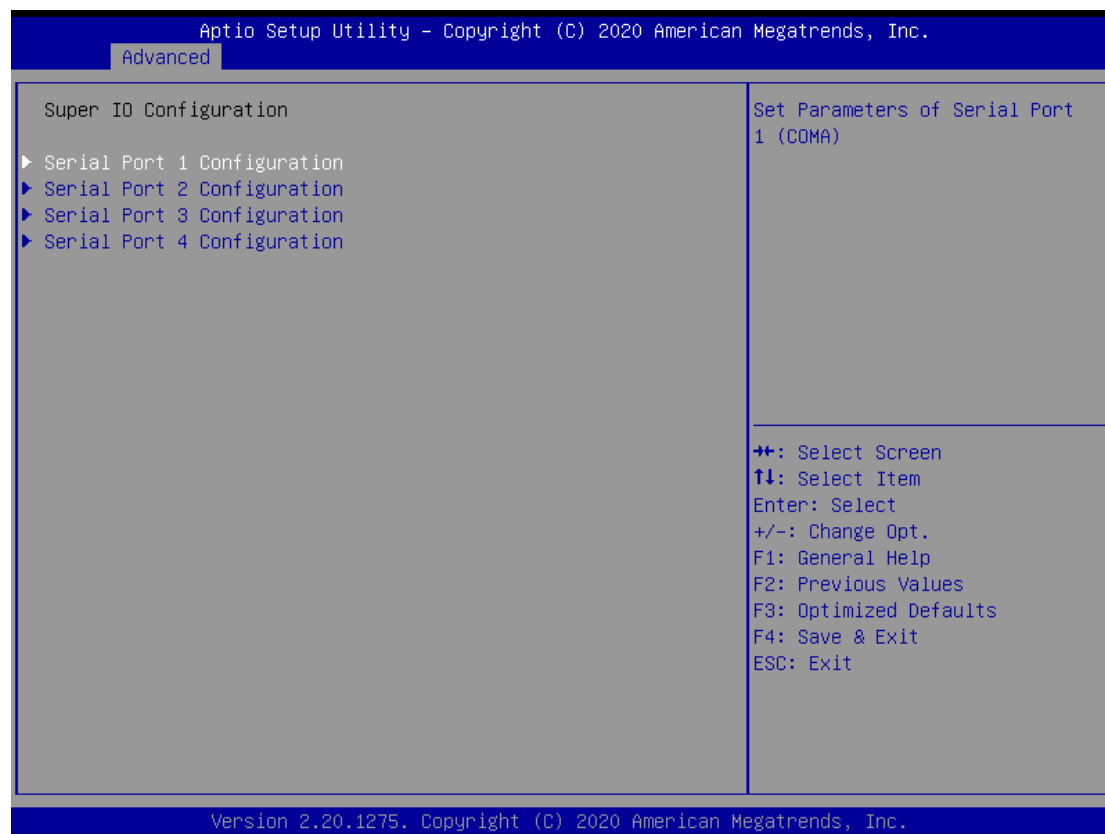 Aptio Setup Utility – Copyright (C) 2020 American Megatrends, Inc.
Advanced
Super IO Configuration
▶ Serial Port 1 Configuration
▶ Serial Port 2 Configuration
▶ Serial Port 3 Configuration
▶ Serial Port 4 Configuration
Set Parameters of Serial Port
1 (COMA)
→←: Select Screen
↑↓: Select Item
Enter: Select
+/-: Change Opt.
F1: General Help
F2: Previous Values
F3: Optimized Defaults
F4: Save & Exit
ESC: Exit
Version 2.20.1275. Copyright (C) 2020 American Megatrends, Inc.